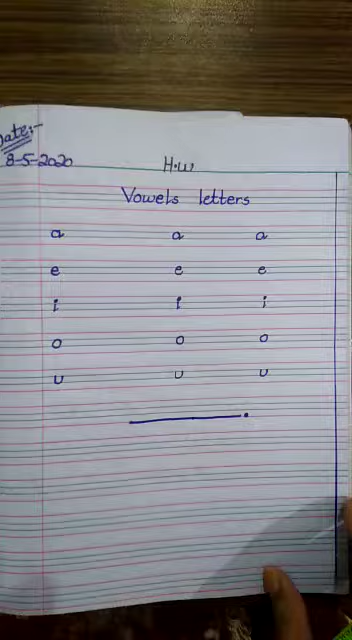 Date:-
8-5-2020
H.w
Vowels letters
a a a
e e e
i i i
o o o
u u u